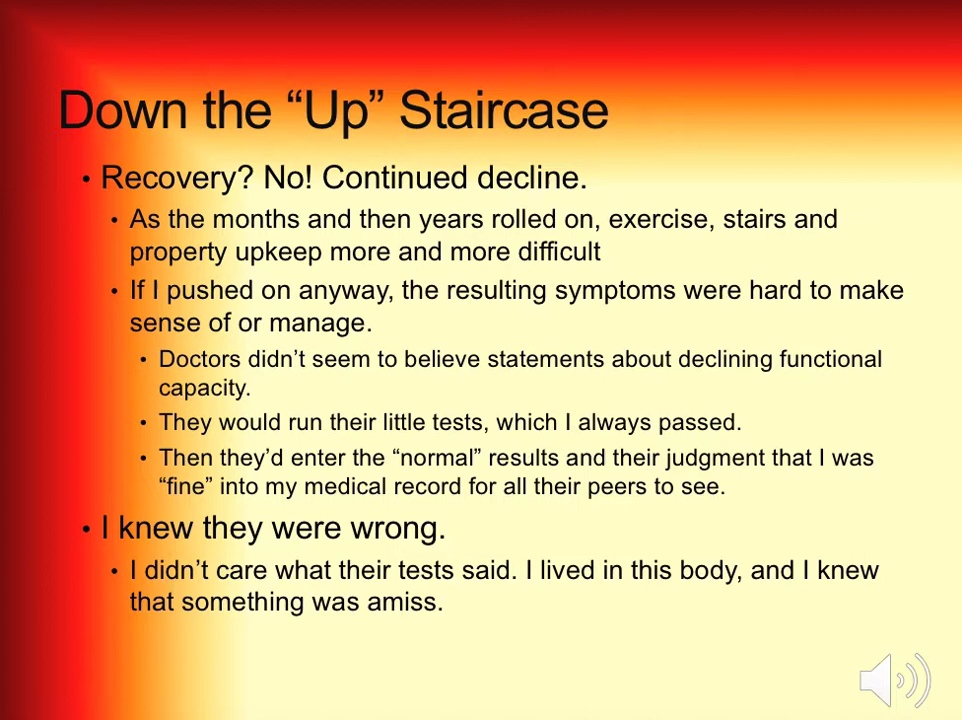 Down the “Up” Staircase
• Recovery? No! Continued decline.
• As the months and then years rolled on, exercise, stairs and
property upkeep more and more difficult
• If I pushed on anyway, the resulting symptoms were hard to make
sense of or manage.
• Doctors didn’t seem to believe statements about declining functional
capacity.
• They would run their little tests, which I always passed.
• Then they’d enter the “normal” results and their judgment that I was
“fine” into my medical record for all their peers to see.
• I knew they were wrong.
• I didn’t care what their tests said. I lived in this body, and I knew
that something was amiss.